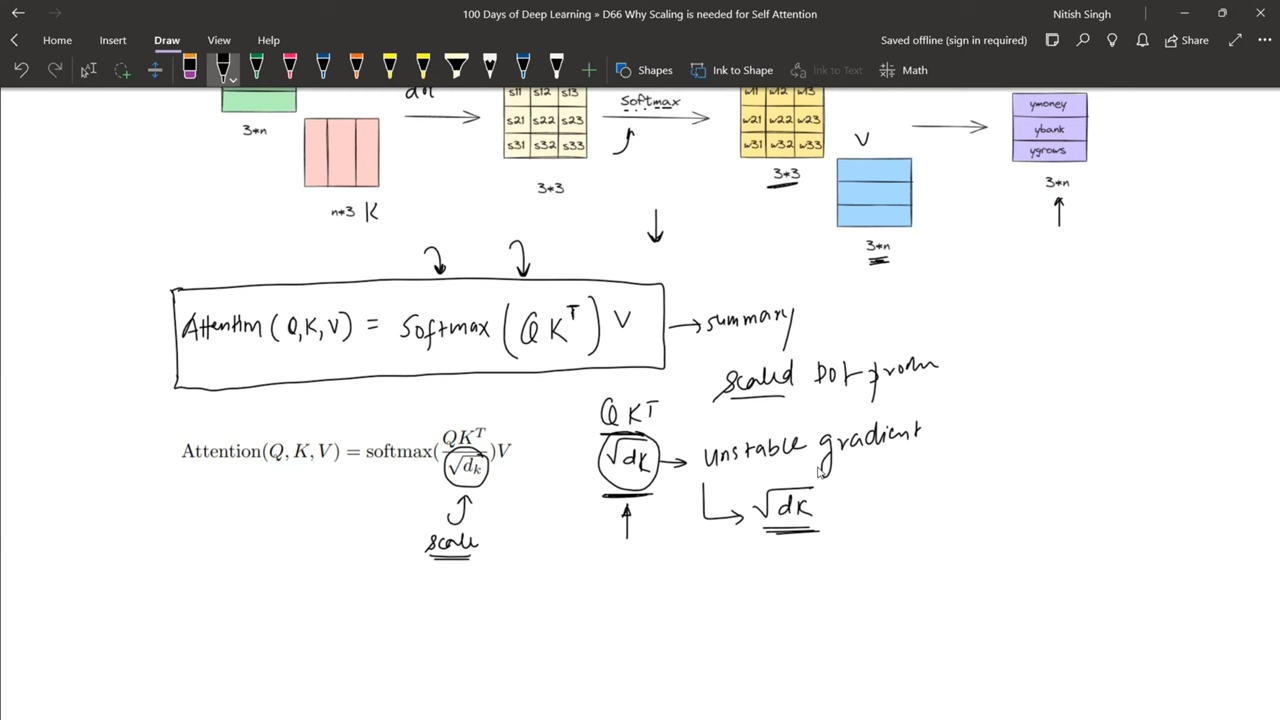 100 Days of Deep Learning » D66 Why Scaling is needed for Self Attention
Nitish Singh
Home Insert Draw View Help
Saved offline (sign in required)
Share
Shapes
Ink to Shape
Ink to Text
Math
dot
s11 s12 s13
s21 s22 s23
s31 s32 s33
3*3
softmax
w11 w12 w13
w21 w22 w23
w31 w32 w33
3*3
V
3*n
ymoney
ybank
ygrows
3*n
3*n
n*3 K
Attention(Q,K,V) = Softmax (QK^T) V
→ summary
scaled Dot produ
Attention(Q, K, V) = softmax(QK^T/√d_k)V
scale
QK^T
√dk → unstable gradient
√dk